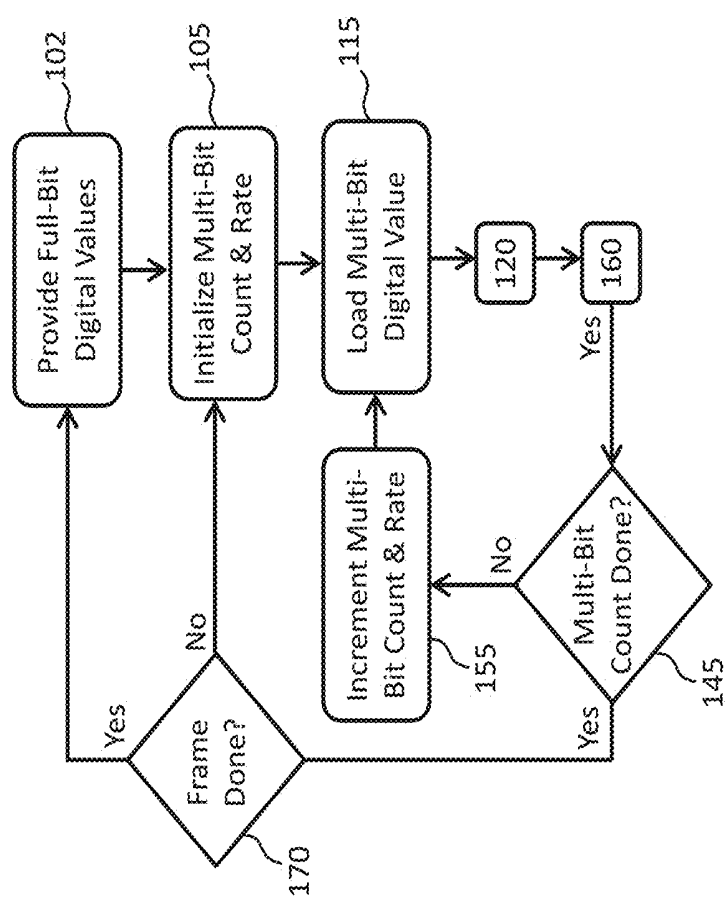 102
Provide Full-Bit
Digital Values
105
Initialize Multi-Bit
Count & Rate
115
Load Multi-Bit
Digital Value
120
160
Yes
Multi-Bit
Count Done?
145
No
Increment Multi-
Bit Count & Rate
155
Yes
Frame
Done?
170
No
Yes